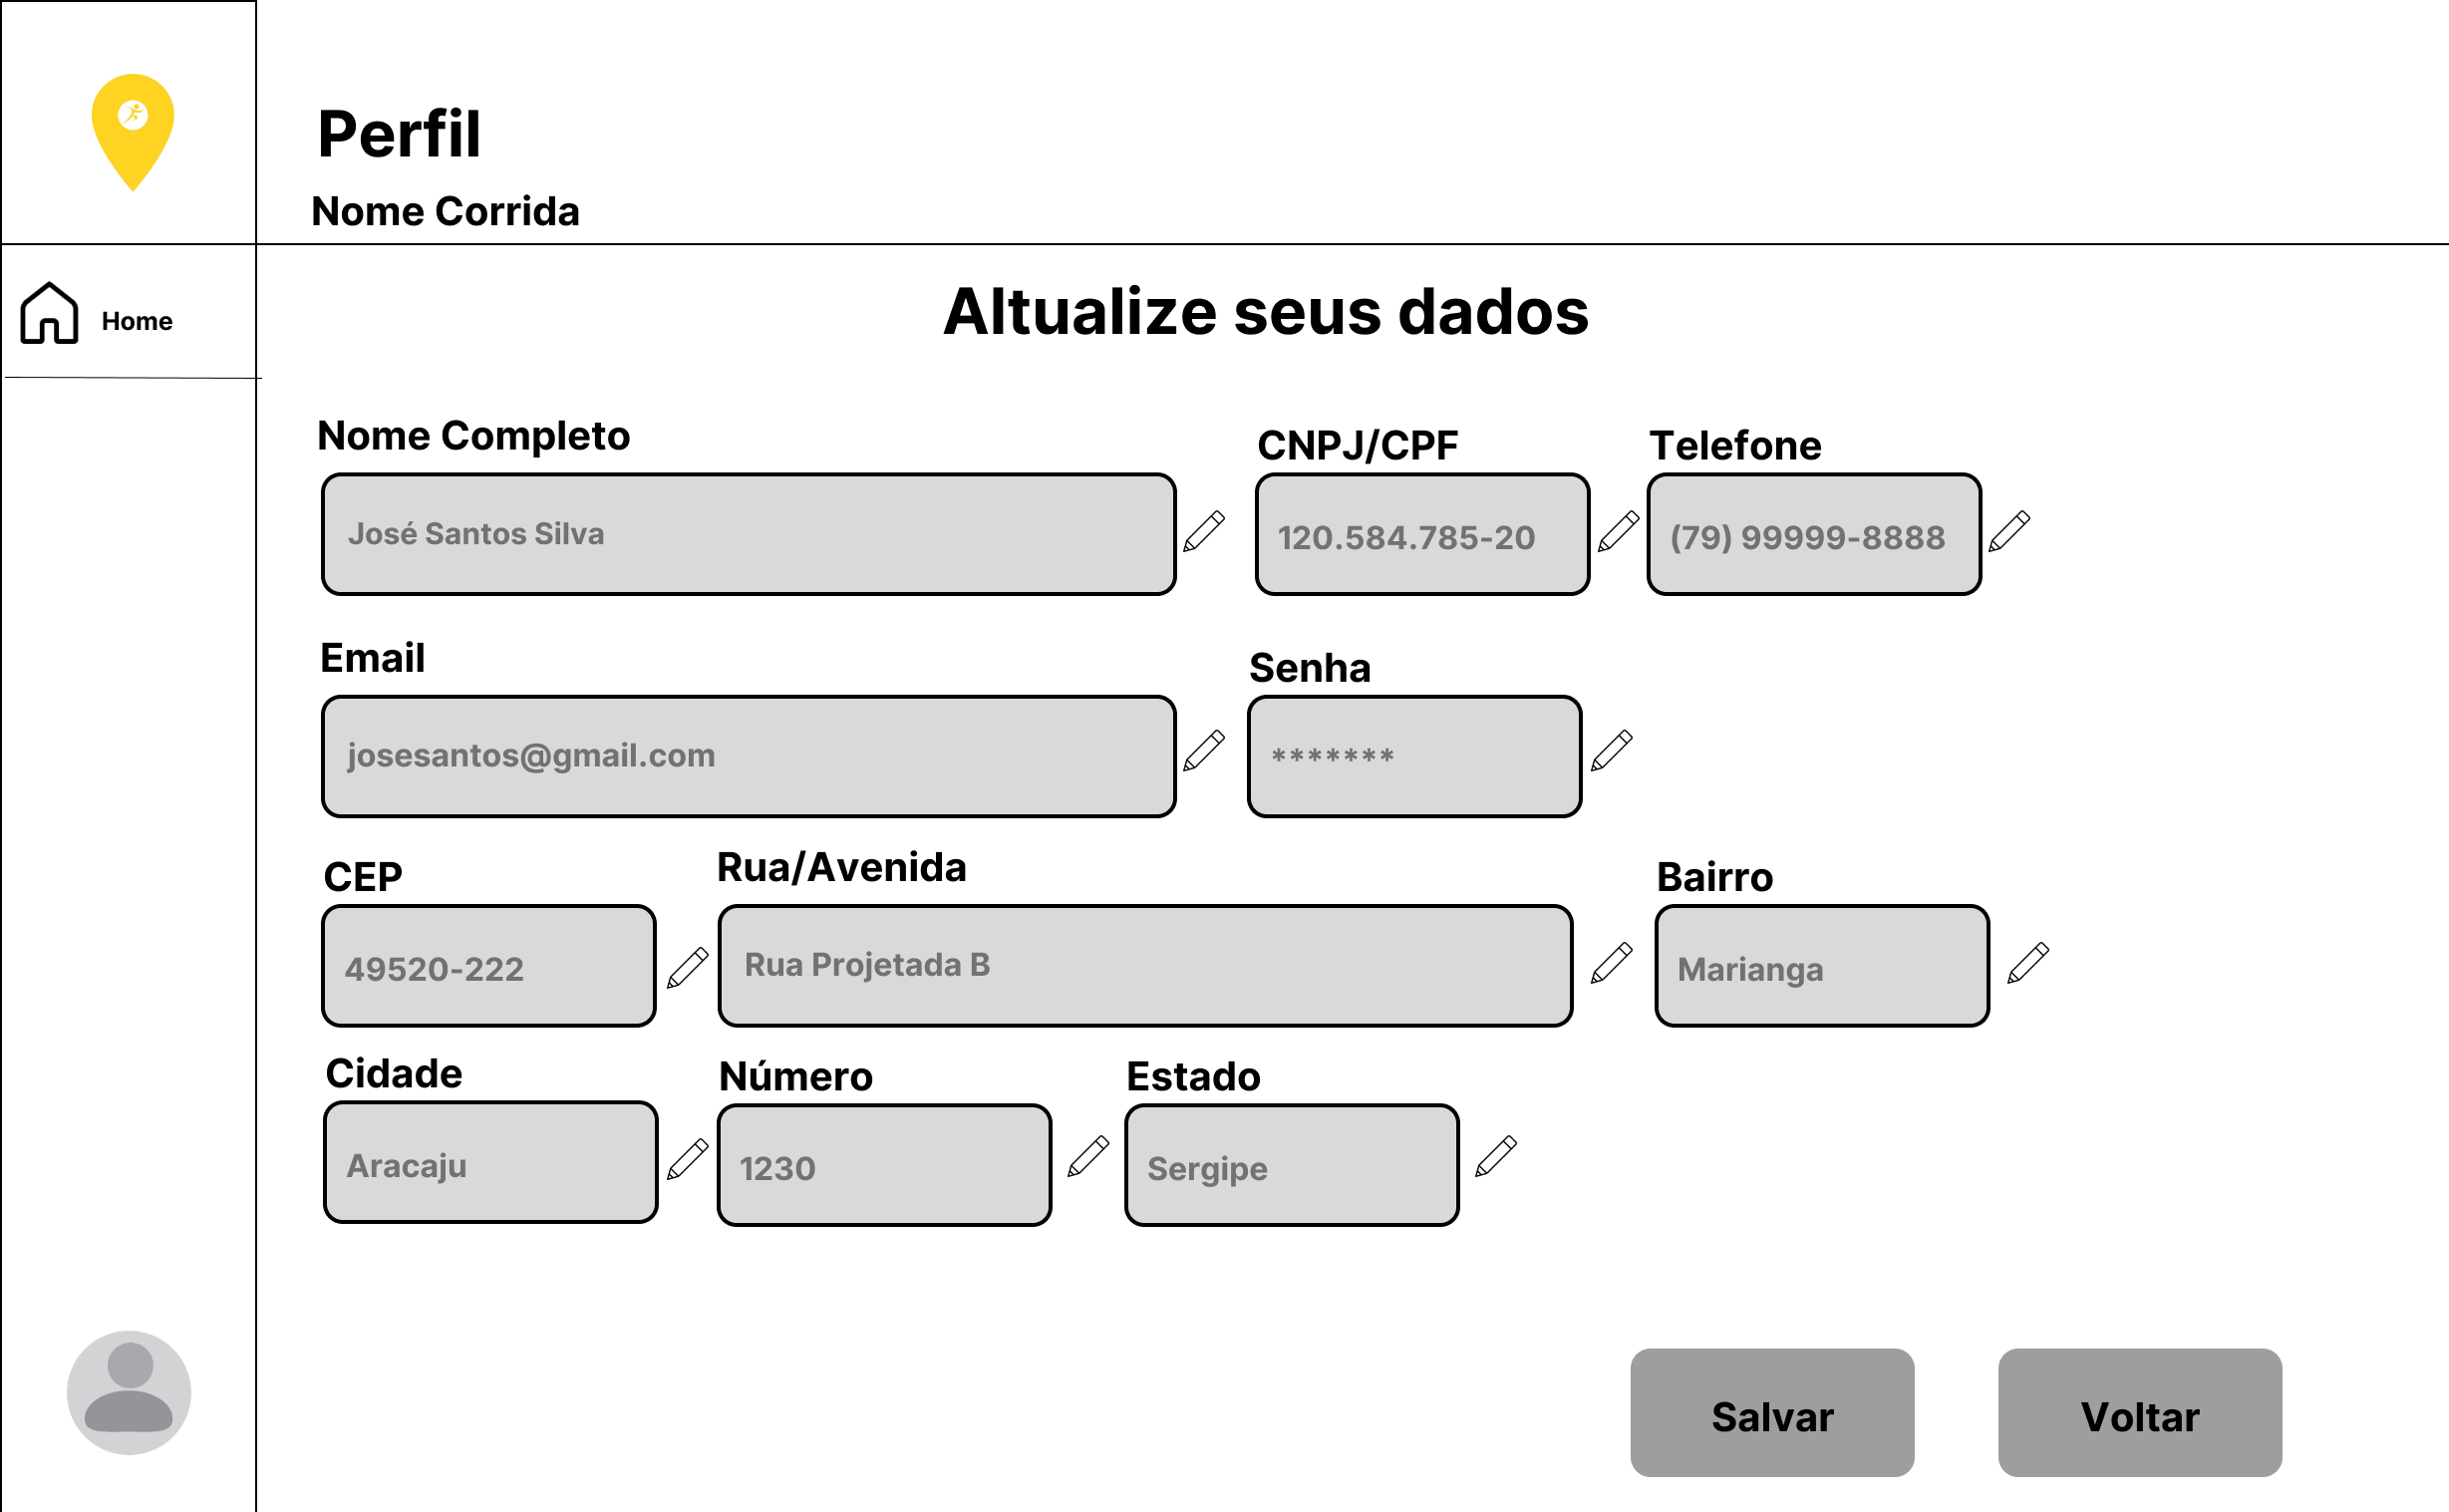 Perfil
Nome Corrida
Home
Altualize seus dados
Nome Completo
CNPJ/CPF
Telefone
José Santos Silva
120.584.785-20
(79) 99999-8888
Email
Senha
josesantos@gmail.com
*******
CEP
Rua/Avenida
Bairro
49520-222
Rua Projetada B
Marianga
Cidade
Número
Estado
Aracaju
1230
Sergipe
Salvar
Voltar